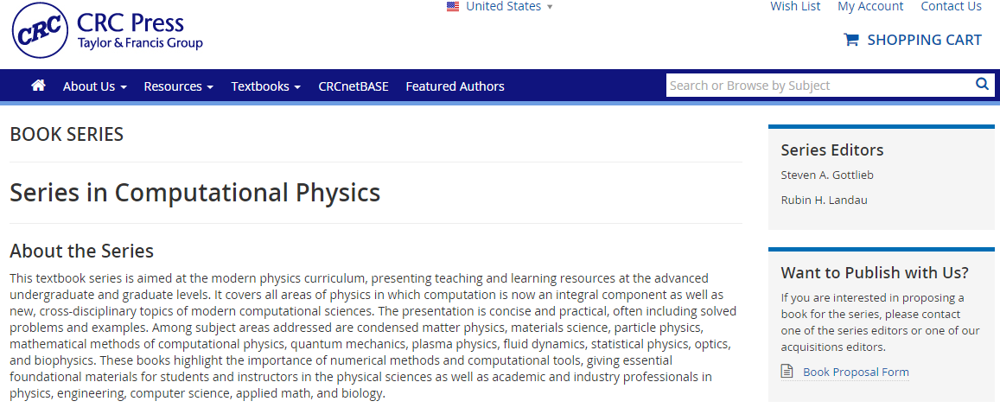 United States
Wish List My Account Contact Us
CRC
CRC Press
Taylor & Francis Group
SHOPPING CART
About Us Resources Textbooks CRCnetBASE Featured Authors
Search or Browse by Subject
BOOK SERIES
Series in Computational Physics
About the Series
This textbook series is aimed at the modern physics curriculum, presenting teaching and learning resources at the advanced
undergraduate and graduate levels. It covers all areas of physics in which computation is now an integral component as well as
new, cross-disciplinary topics of modern computational sciences. The presentation is concise and practical, often including solved
problems and examples. Among subject areas addressed are condensed matter physics, materials science, particle physics,
mathematical methods of computational physics, quantum mechanics, plasma physics, fluid dynamics, statistical physics, optics,
and biophysics. These books highlight the importance of numerical methods and computational tools, giving essential
foundational materials for students and instructors in the physical sciences as well as academic and industry professionals in
physics, engineering, computer science, applied math, and biology.
Series Editors
Steven A. Gottlieb
Rubin H. Landau
Want to Publish with Us?
If you are interested in proposing a
book for the series, please contact
one of the series editors or one of our
acquisitions editors.
Book Proposal Form